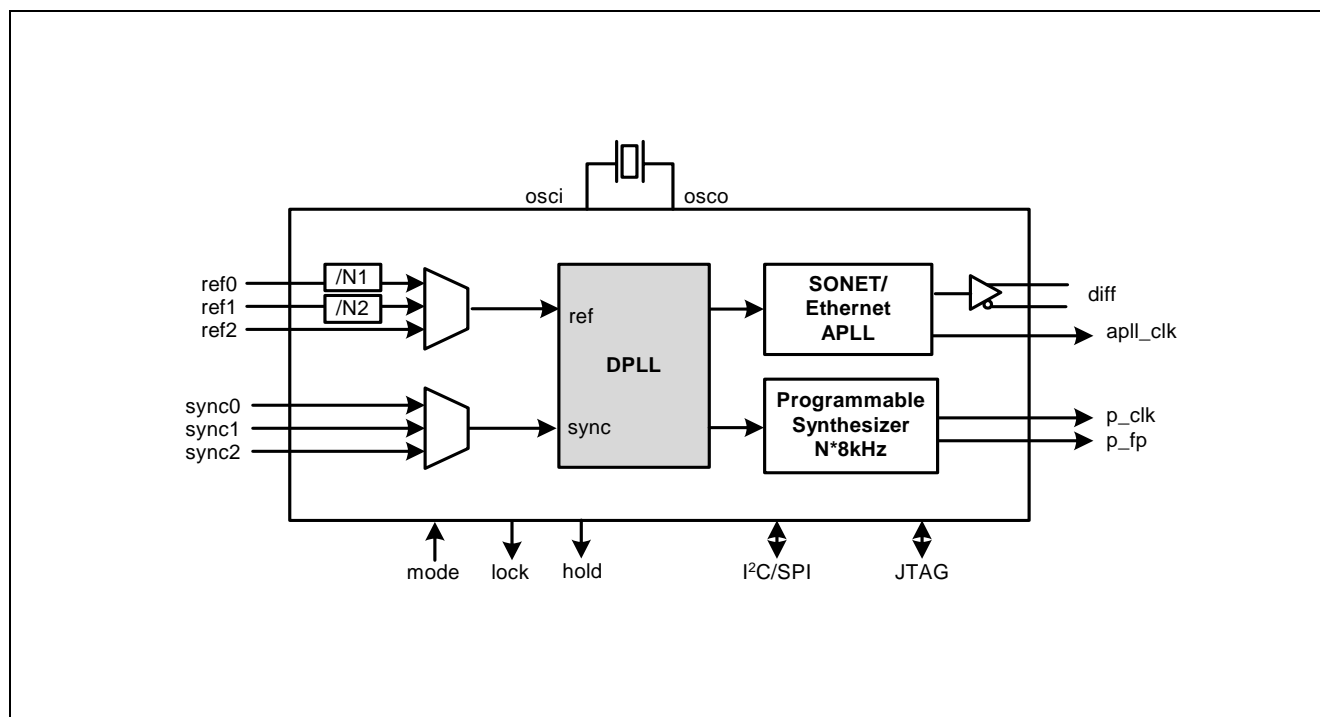 osci
osco
ref0
/N1
ref1
/N2
ref2
ref
DPLL
sync
SONET/
Ethernet
APLL
diff
apll_clk
sync0
sync1
sync2
Programmable
Synthesizer
N*8kHz
p_clk
p_fp
mode
lock
hold
I²C/SPI
JTAG